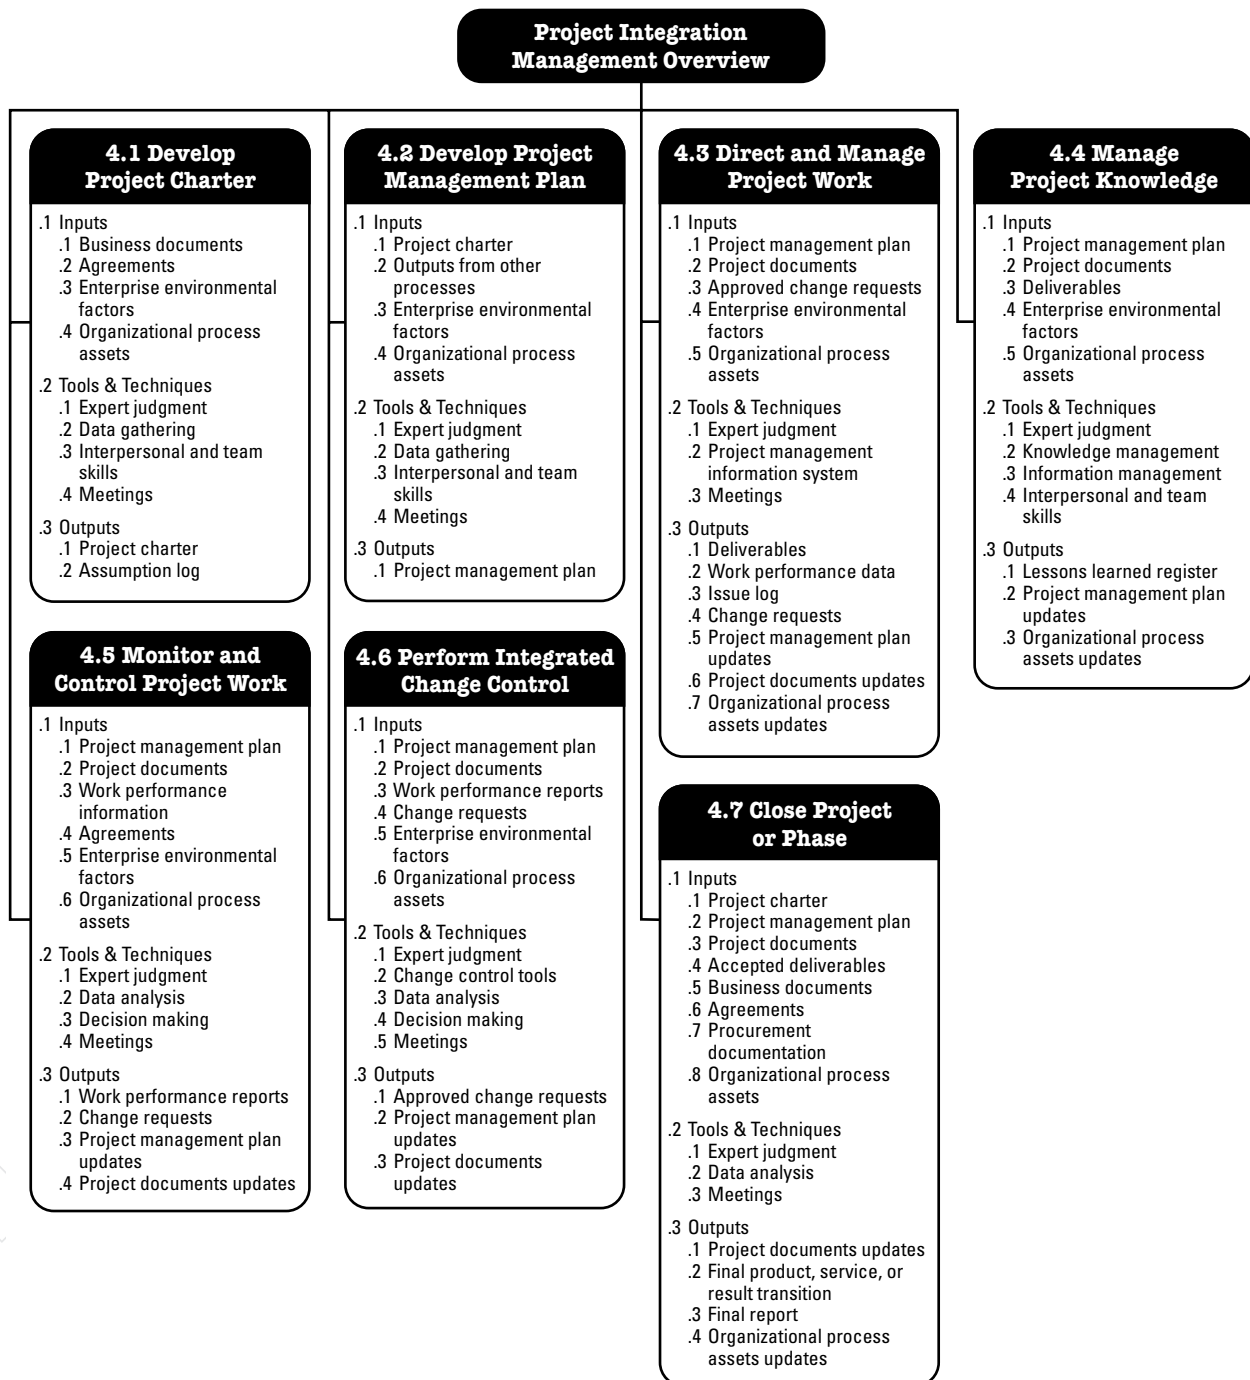 Project Integration
Management Overview
4.1 Develop
Project Charter
.1 Inputs
.1 Business documents
.2 Agreements
.3 Enterprise environmental
factors
.4 Organizational process
assets
.2 Tools & Techniques
.1 Expert judgment
.2 Data gathering
.3 Interpersonal and team
skills
.4 Meetings
.3 Outputs
.1 Project charter
.2 Assumption log
4.2 Develop Project
Management Plan
.1 Inputs
.1 Project charter
.2 Outputs from other
processes
.3 Enterprise environmental
factors
.4 Organizational process
assets
.2 Tools & Techniques
.1 Expert judgment
.2 Data gathering
.3 Interpersonal and team
skills
.4 Meetings
.3 Outputs
.1 Project management plan
4.3 Direct and Manage
Project Work
.1 Inputs
.1 Project management plan
.2 Project documents
.3 Approved change requests
.4 Enterprise environmental
factors
.5 Organizational process
assets
.2 Tools & Techniques
.1 Expert judgment
.2 Project management
information system
.3 Meetings
.3 Outputs
.1 Deliverables
.2 Work performance data
.3 Issue log
.4 Change requests
.5 Project management plan
updates
.6 Project documents updates
.7 Organizational process
assets updates
4.4 Manage
Project Knowledge
.1 Inputs
.1 Project management plan
.2 Project documents
.3 Deliverables
.4 Enterprise environmental
factors
.5 Organizational process
assets
.2 Tools & Techniques
.1 Expert judgment
.2 Knowledge management
.3 Information management
.4 Interpersonal and team
skills
.3 Outputs
.1 Lessons learned register
.2 Project management plan
updates
.3 Organizational process
assets updates
4.5 Monitor and
Control Project Work
.1 Inputs
.1 Project management plan
.2 Project documents
.3 Work performance
information
.4 Agreements
.5 Enterprise environmental
factors
.6 Organizational process
assets
.2 Tools & Techniques
.1 Expert judgment
.2 Data analysis
.3 Decision making
.4 Meetings
.3 Outputs
.1 Work performance reports
.2 Change requests
.3 Project management plan
updates
.4 Project documents updates
4.6 Perform Integrated
Change Control
.1 Inputs
.1 Project management plan
.2 Project documents
.3 Work performance reports
.4 Change requests
.5 Enterprise environmental
factors
.6 Organizational process
assets
.2 Tools & Techniques
.1 Expert judgment
.2 Change control tools
.3 Data analysis
.4 Decision making
.5 Meetings
.3 Outputs
.1 Approved change requests
.2 Project management plan
updates
.3 Project documents
updates
4.7 Close Project
or Phase
.1 Inputs
.1 Project charter
.2 Project management plan
.3 Project documents
.4 Accepted deliverables
.5 Business documents
.6 Agreements
.7 Procurement
documentation
.8 Organizational process
assets
.2 Tools & Techniques
.1 Expert judgment
.2 Data analysis
.3 Meetings
.3 Outputs
.1 Project documents updates
.2 Final product, service, or
result transition
.3 Final report
.4 Organizational process
assets updates